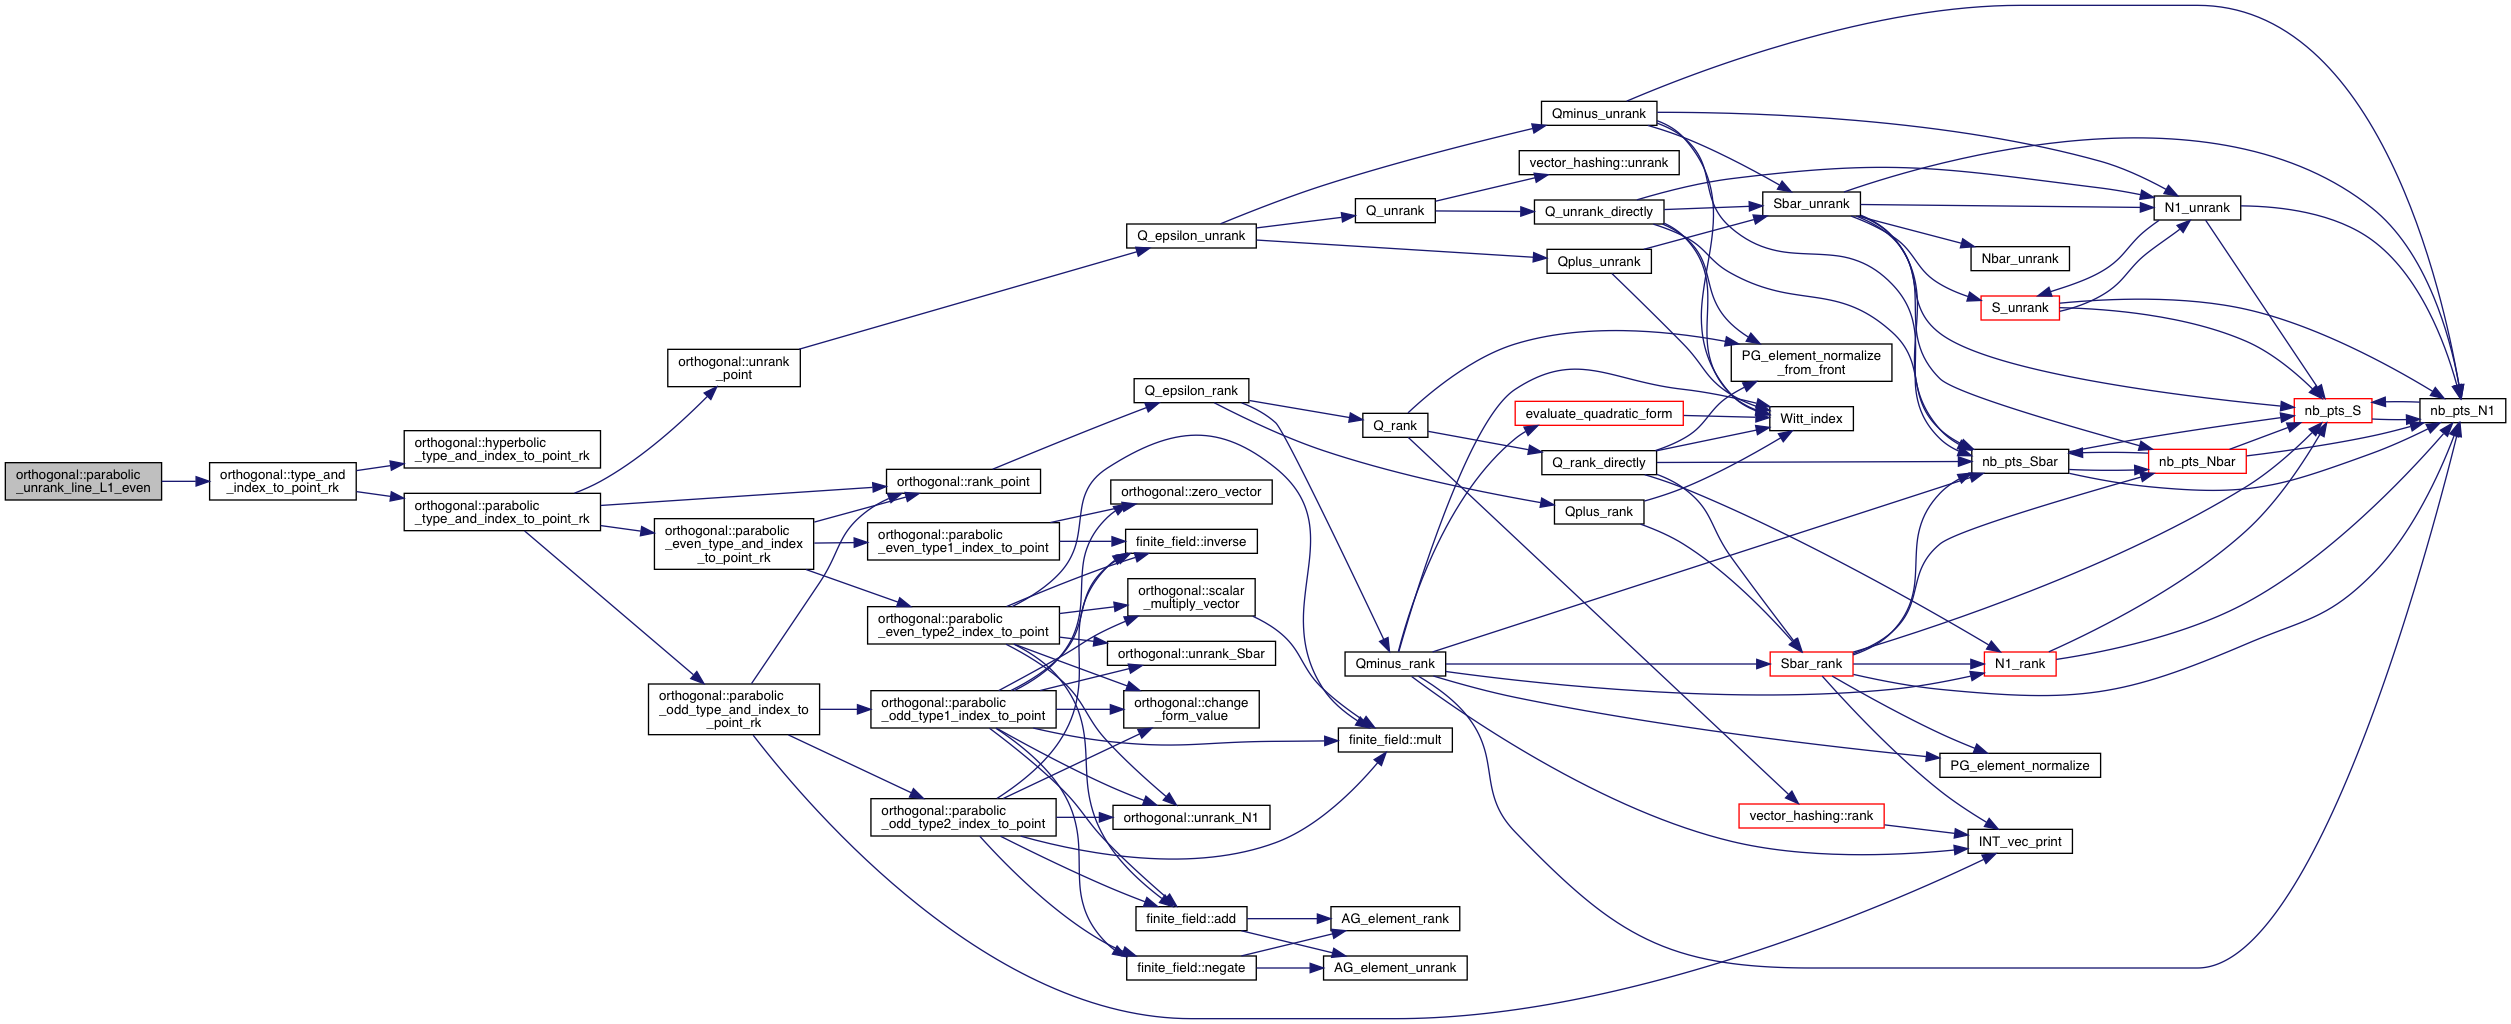 orthogonal::parabolic
_unrank_line_L1_even
orthogonal::type_and
_index_to_point_rk
orthogonal::hyperbolic
_type_and_index_to_point_rk
orthogonal::parabolic
_type_and_index_to_point_rk
orthogonal::unrank
_point
orthogonal::parabolic
_even_type_and_index
_to_point_rk
orthogonal::parabolic
_odd_type_and_index_to
_point_rk
orthogonal::rank_point
orthogonal::parabolic
_even_type1_index_to_point
orthogonal::parabolic
_even_type2_index_to_point
orthogonal::parabolic
_odd_type1_index_to_point
orthogonal::parabolic
_odd_type2_index_to_point
Q_epsilon_unrank
Q_epsilon_rank
orthogonal::zero_vector
finite_field::inverse
orthogonal::scalar
_multiply_vector
orthogonal::unrank_Sbar
orthogonal::change
_form_value
orthogonal::unrank_N1
finite_field::add
finite_field::negate
Q_unrank
Q_rank
Qminus_rank
finite_field::mult
AG_element_rank
AG_element_unrank
Qminus_unrank
vector_hashing::unrank
Q_unrank_directly
Qplus_unrank
evaluate_quadratic_form
Q_rank_directly
Qplus_rank
Sbar_unrank
PG_element_normalize
_from_front
Witt_index
Sbar_rank
vector_hashing::rank
Nbar_unrank
S_unrank
nb_pts_Sbar
N1_rank
PG_element_normalize
INT_vec_print
N1_unrank
nb_pts_Nbar
nb_pts_S
nb_pts_N1